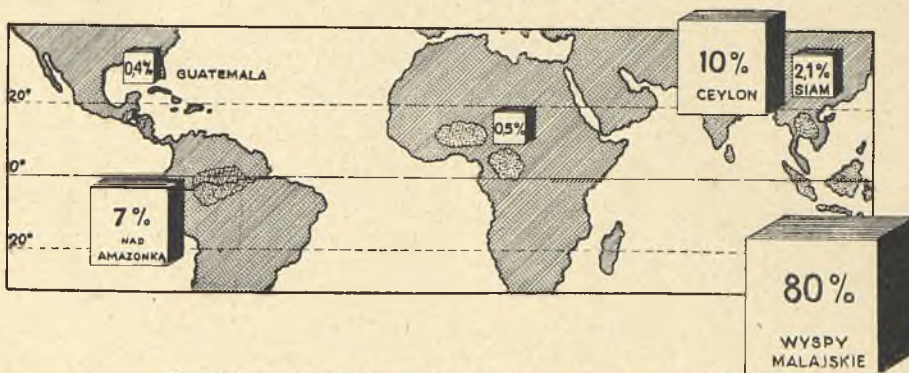 0,4%
GUATEMALA
10%
CEYLON
2,1%
SIAM
20°
0,5%
0°
7%
NAD
AMAZONKĄ
20°
80%
WYSPY
MALAJSKIE